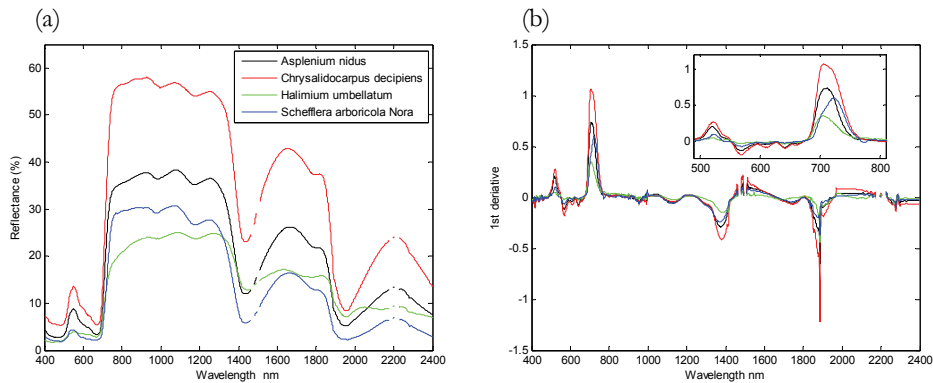 (a)
(b)
Reflectance (%)
60
50
40
30
20
10
0
400 600 800 1000 1200 1400 1600 1800 2000 2200 2400
Wavelength nm
Asplenium nidus
Chrysalidocarpus decipiens
Halimium umbellatum
Schefflera arboricola Nora
1st derivative
1.5
1
0.5
0
-0.5
-1
-1.5
400 600 800 1000 1200 1400 1600 1800 2000 2200 2400
Wavelength nm
1
0.5
0
500 600 700 800